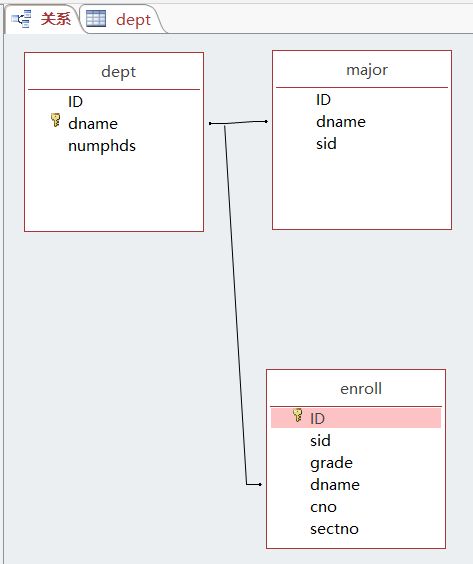 关系
dept
dept
ID
dname
numphds
major
ID
dname
sid
enroll
ID
sid
grade
dname
cno
sectno